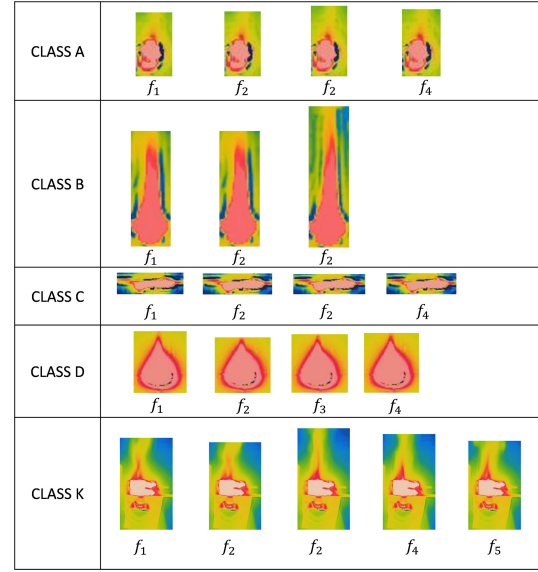 CLASS A
f₁ f₂ f₂ f₄
CLASS B
f₁ f₂ f₂
CLASS C
f₁ f₂ f₂ f₄
CLASS D
f₁ f₂ f₃ f₄
CLASS K
f₁ f₂ f₂ f₄ f₅